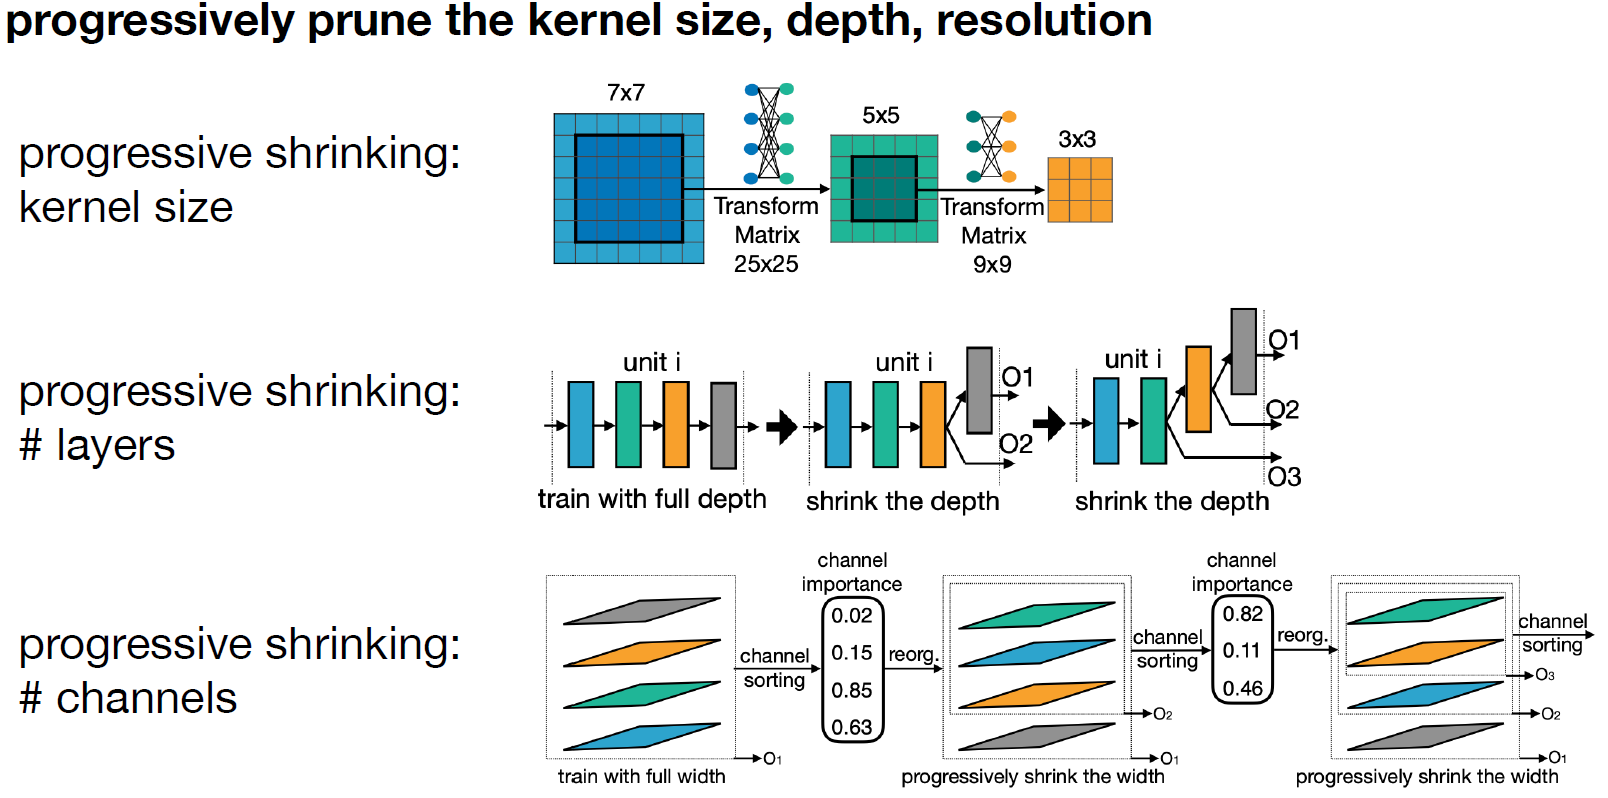 progressively prune the kernel size, depth, resolution
progressive shrinking:
kernel size
7x7
Transform
Matrix
25x25
5x5
Transform
Matrix
9x9
3x3
progressive shrinking:
# layers
unit i
train with full depth
unit i
O1
O2
shrink the depth
unit i
O1
O2
O3
shrink the depth
progressive shrinking:
# channels
O1
train with full width
channel
sorting
channel
importance
0.02
0.15
0.85
0.63
reorg.
O2
O1
progressively shrink the width
channel
sorting
channel
importance
0.82
0.11
0.46
reorg.
O3
O2
O1
progressively shrink the width
channel
sorting